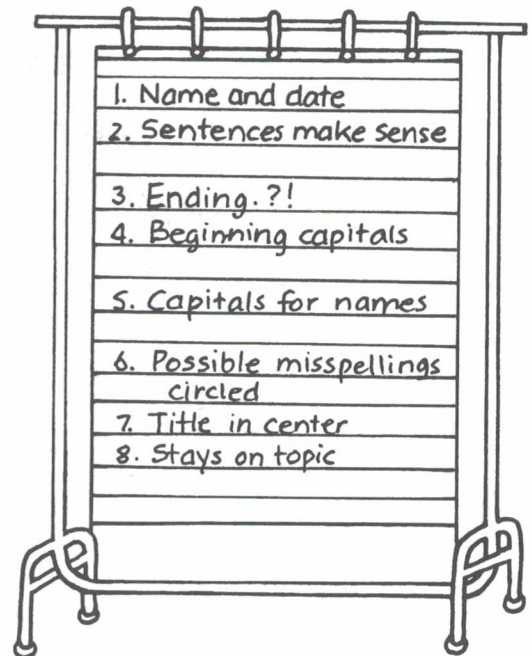 1. Name and date
2. Sentences make sense
3. Ending . ? !
4. Beginning capitals
5. Capitals for names
6. Possible misspellings
circled
7. Title in center
8. Stays on topic